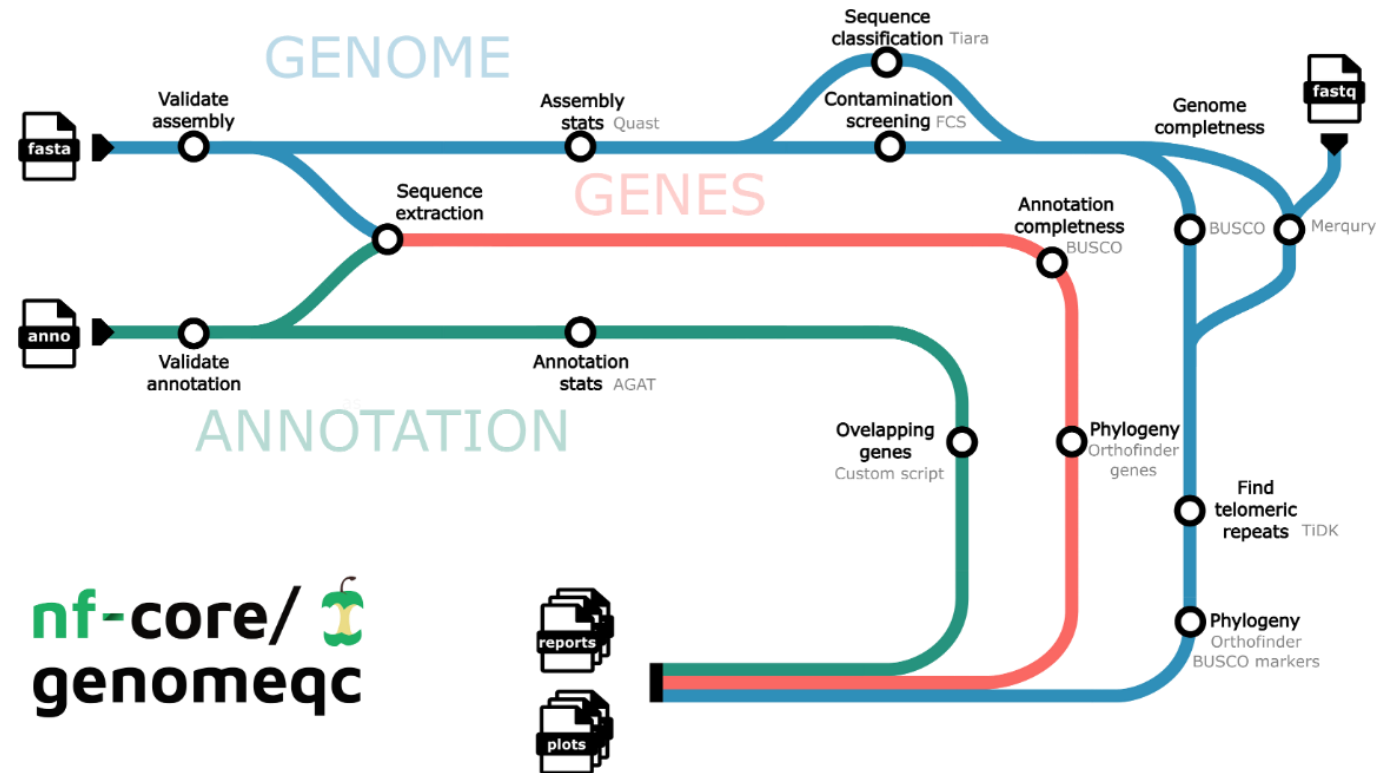 GENOME
Sequence
classification Tiara
fastq
Validate
assembly
Assembly
stats Quast
Contamination
screening FCS
Genome
completness
fasta
GENES
Sequence
extraction
Annotation
completness
BUSCO
BUSCO
Merqury
anno
Validate
annotation
Annotation
stats AGAT
ANNOTATION
Ovelapping
genes
Custom script
Phylogeny
Orthofinder
genes
Find
telomeric
repeats TiDK
nf-core/
genomeqc
reports
plots
Phylogeny
Orthofinder
BUSCO markers